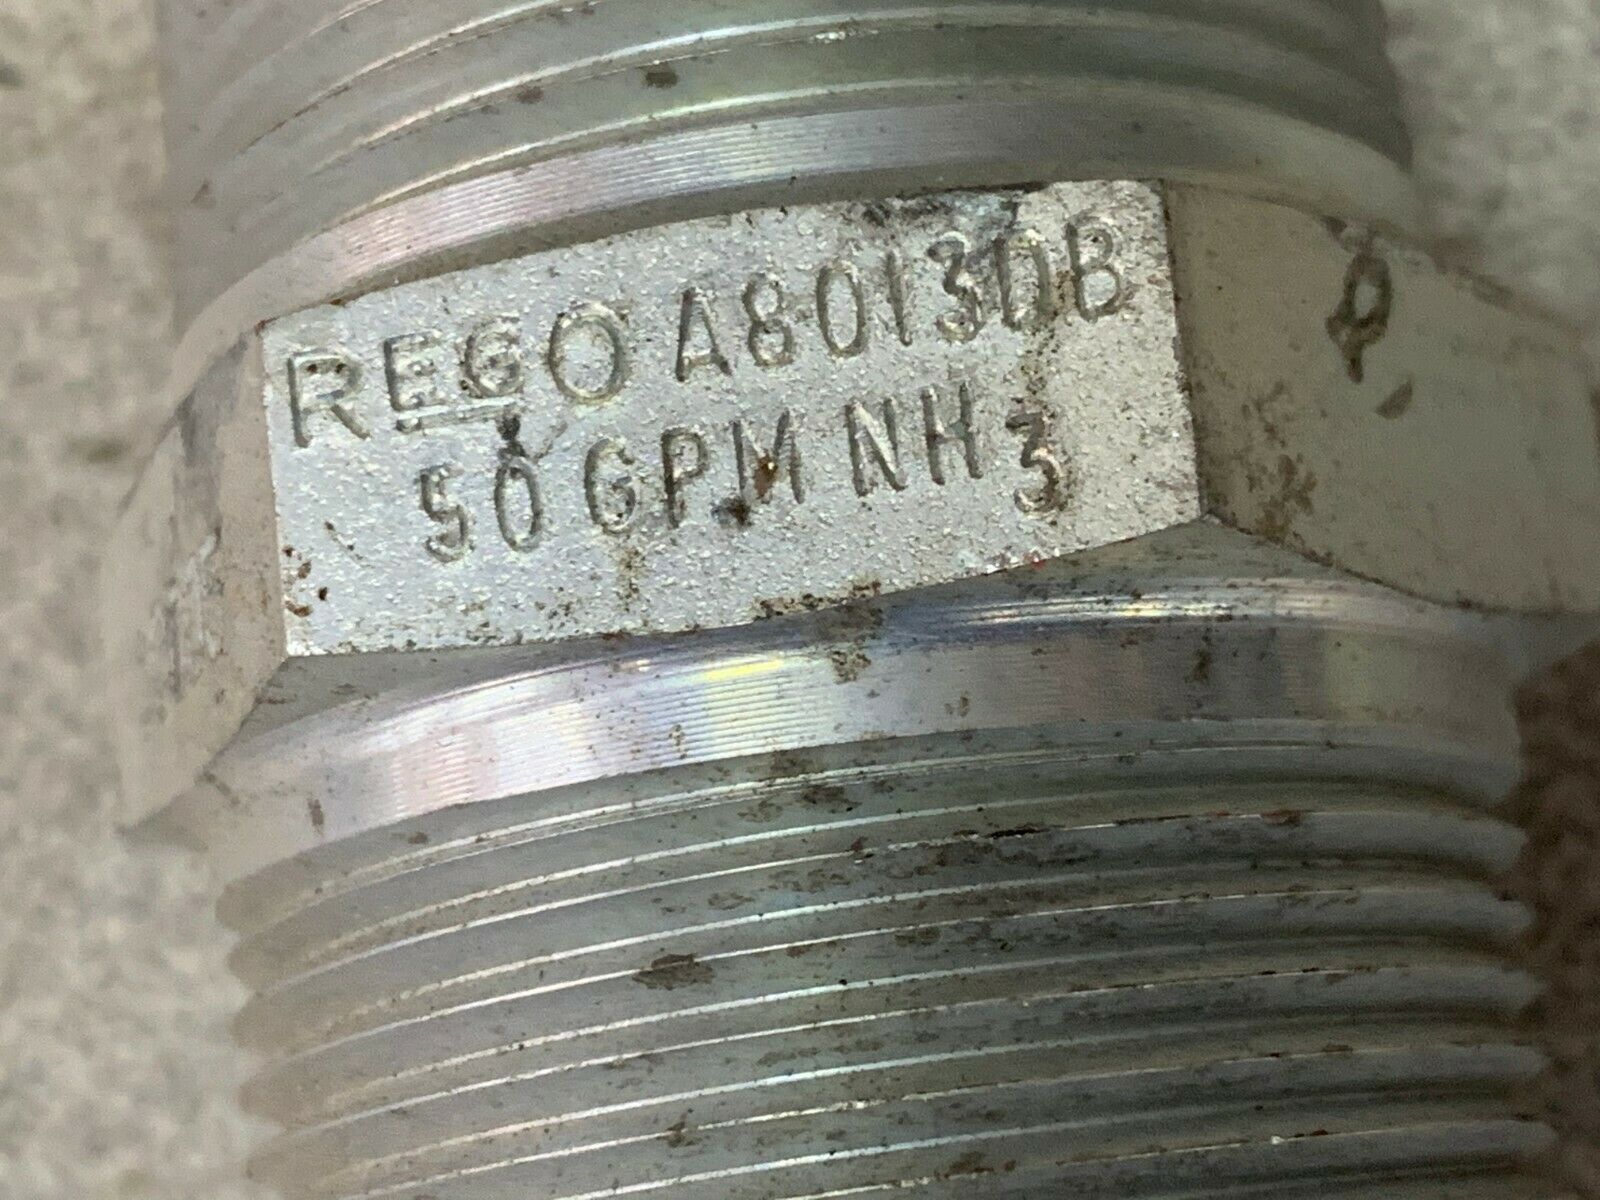 REGO A8013DB
50 GPM NH3